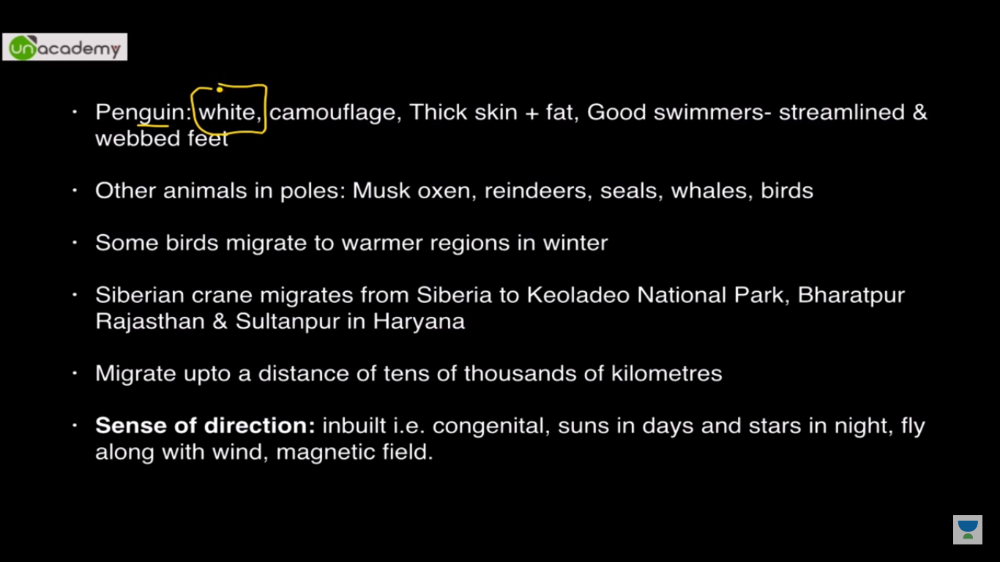 unacademy
· Penguin: white, camouflage, Thick skin + fat, Good swimmers- streamlined &
webbed feet
· Other animals in poles: Musk oxen, reindeers, seals, whales, birds
· Some birds migrate to warmer regions in winter
· Siberian crane migrates from Siberia to Keoladeo National Park, Bharatpur
Rajasthan & Sultanpur in Haryana
· Migrate upto a distance of tens of thousands of kilometres
· Sense of direction: inbuilt i.e. congenital, suns in days and stars in night, fly
along with wind, magnetic field.